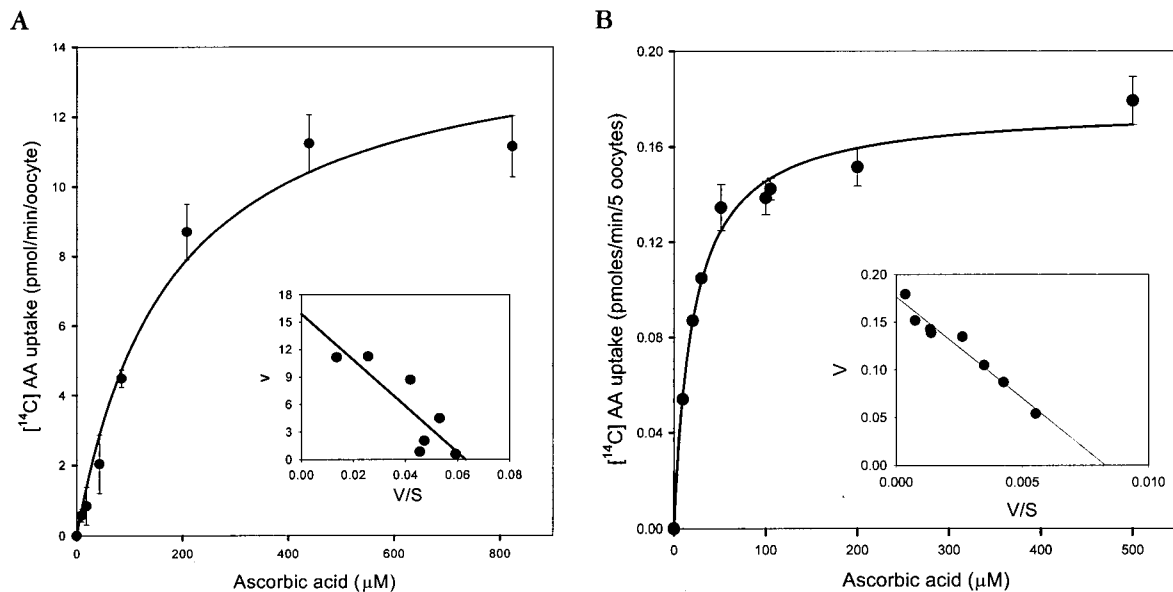 A
[¹⁴C] AA uptake (pmol/min/oocyte)
14
12
10
8
6
4
2
0
0 200 400 600 800
Ascorbic acid (μM)
v
18
15
12
9
6
3
0
0.00 0.02 0.04 0.06 0.08
V/S
B
[¹⁴C] AA uptake (pmoles/min/5 oocytes)
0.20
0.16
0.12
0.08
0.04
0.00
0 100 200 300 400 500
Ascorbic acid (μM)
V
0.20
0.15
0.10
0.05
0.00
0.000 0.005 0.010
V/S